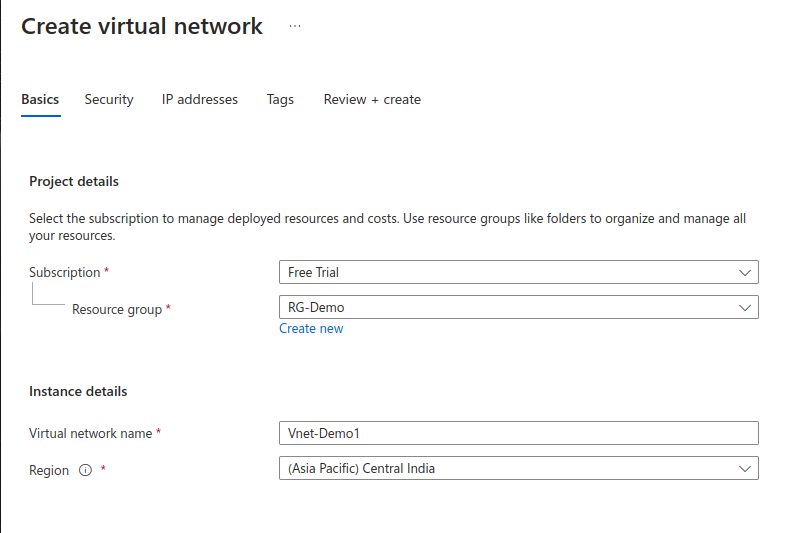 Create virtual network ...
Basics Security IP addresses Tags Review + create
Project details
Select the subscription to manage deployed resources and costs. Use resource groups like folders to organize and manage all
your resources.
Subscription * Free Trial
Resource group * RG-Demo
Create new
Instance details
Virtual network name * Vnet-Demo1
Region * (Asia Pacific) Central India